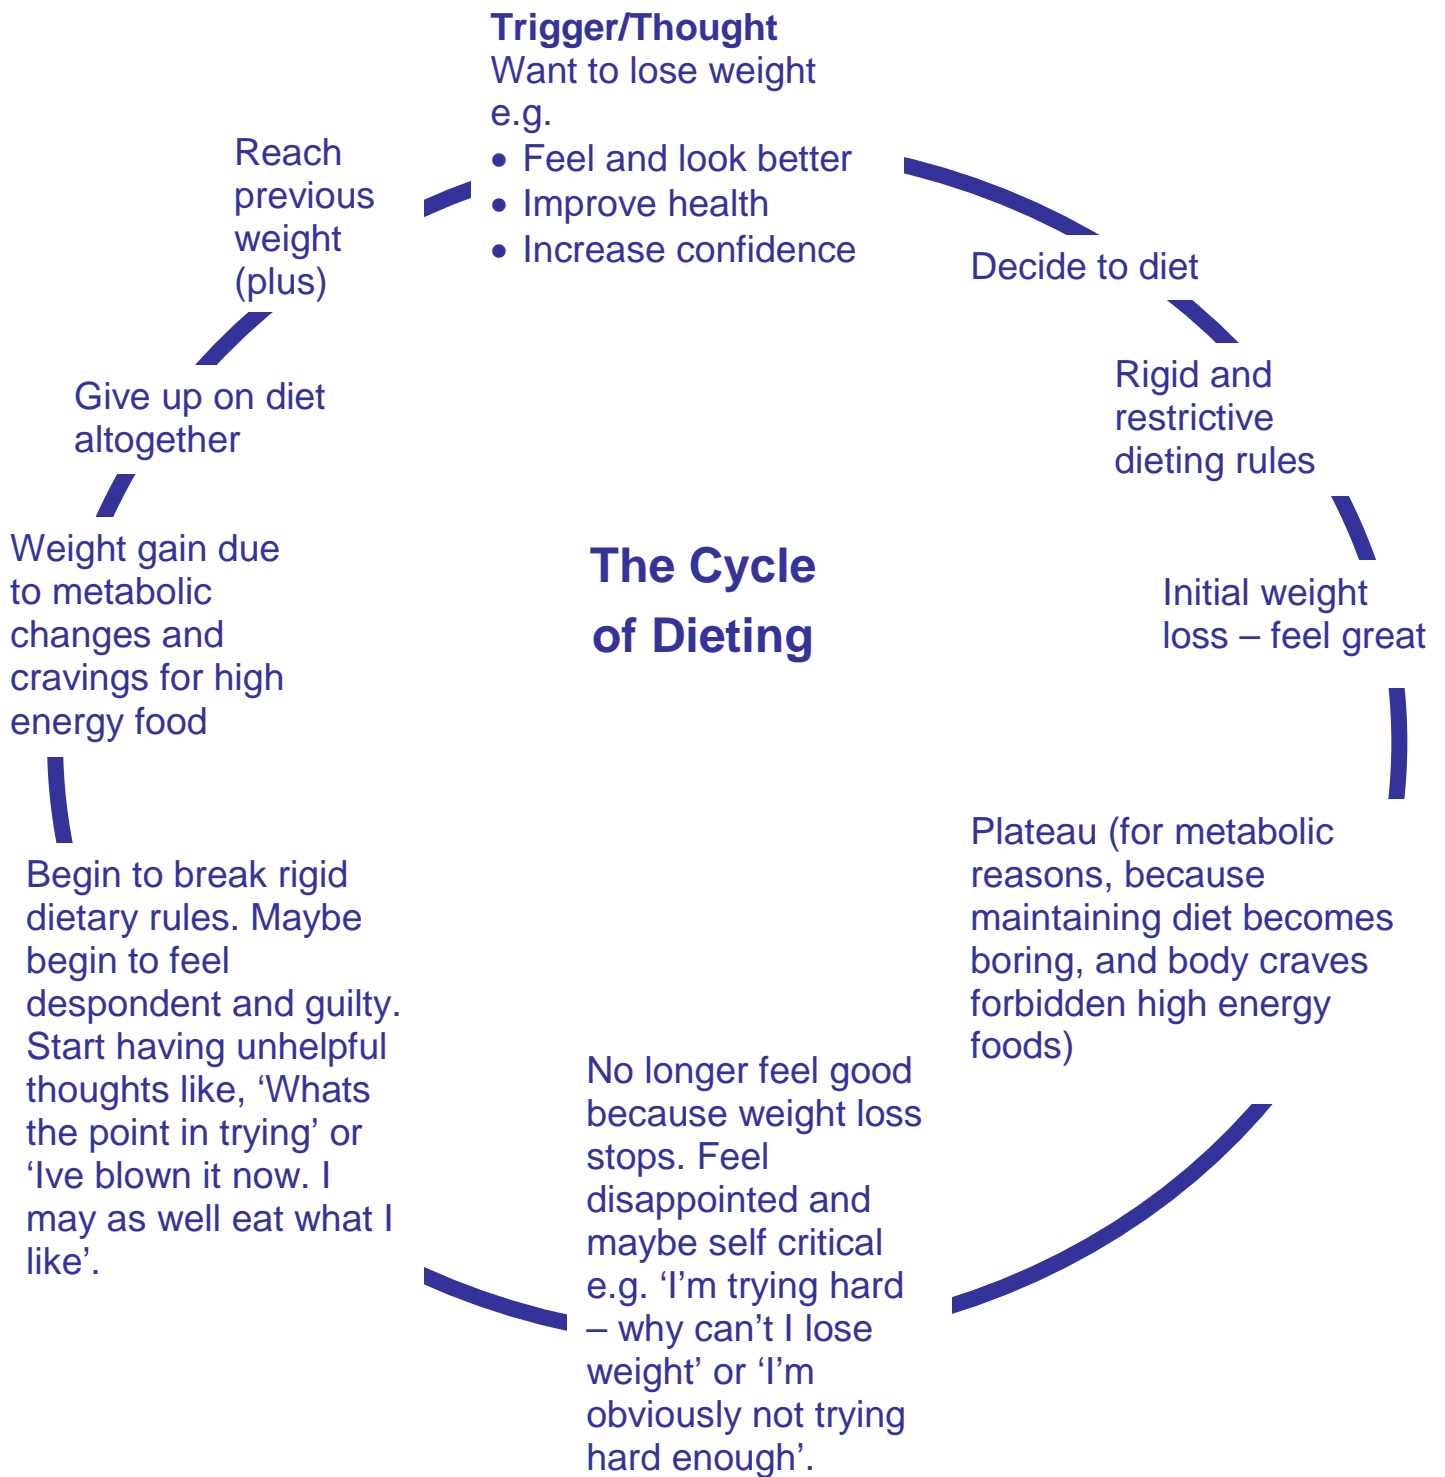 Trigger/Thought
Want to lose weight
e.g.
• Feel and look better
• Improve health
• Increase confidence
Decide to diet
Rigid and
restrictive
dieting rules
Initial weight
loss – feel great
Plateau (for metabolic
reasons, because
maintaining diet becomes
boring, and body craves
forbidden high energy
foods)
No longer feel good
because weight loss
stops. Feel
disappointed and
maybe self critical
e.g. ‘I’m trying hard
– why can’t I lose
weight’ or ‘I’m
obviously not trying
hard enough’.
Begin to break rigid
dietary rules. Maybe
begin to feel
despondent and guilty.
Start having unhelpful
thoughts like, ‘Whats
the point in trying’ or
‘Ive blown it now. I
may as well eat what I
like’.
Weight gain due
to metabolic
changes and
cravings for high
energy food
Give up on diet
altogether
Reach
previous
weight
(plus)
The Cycle
of Dieting